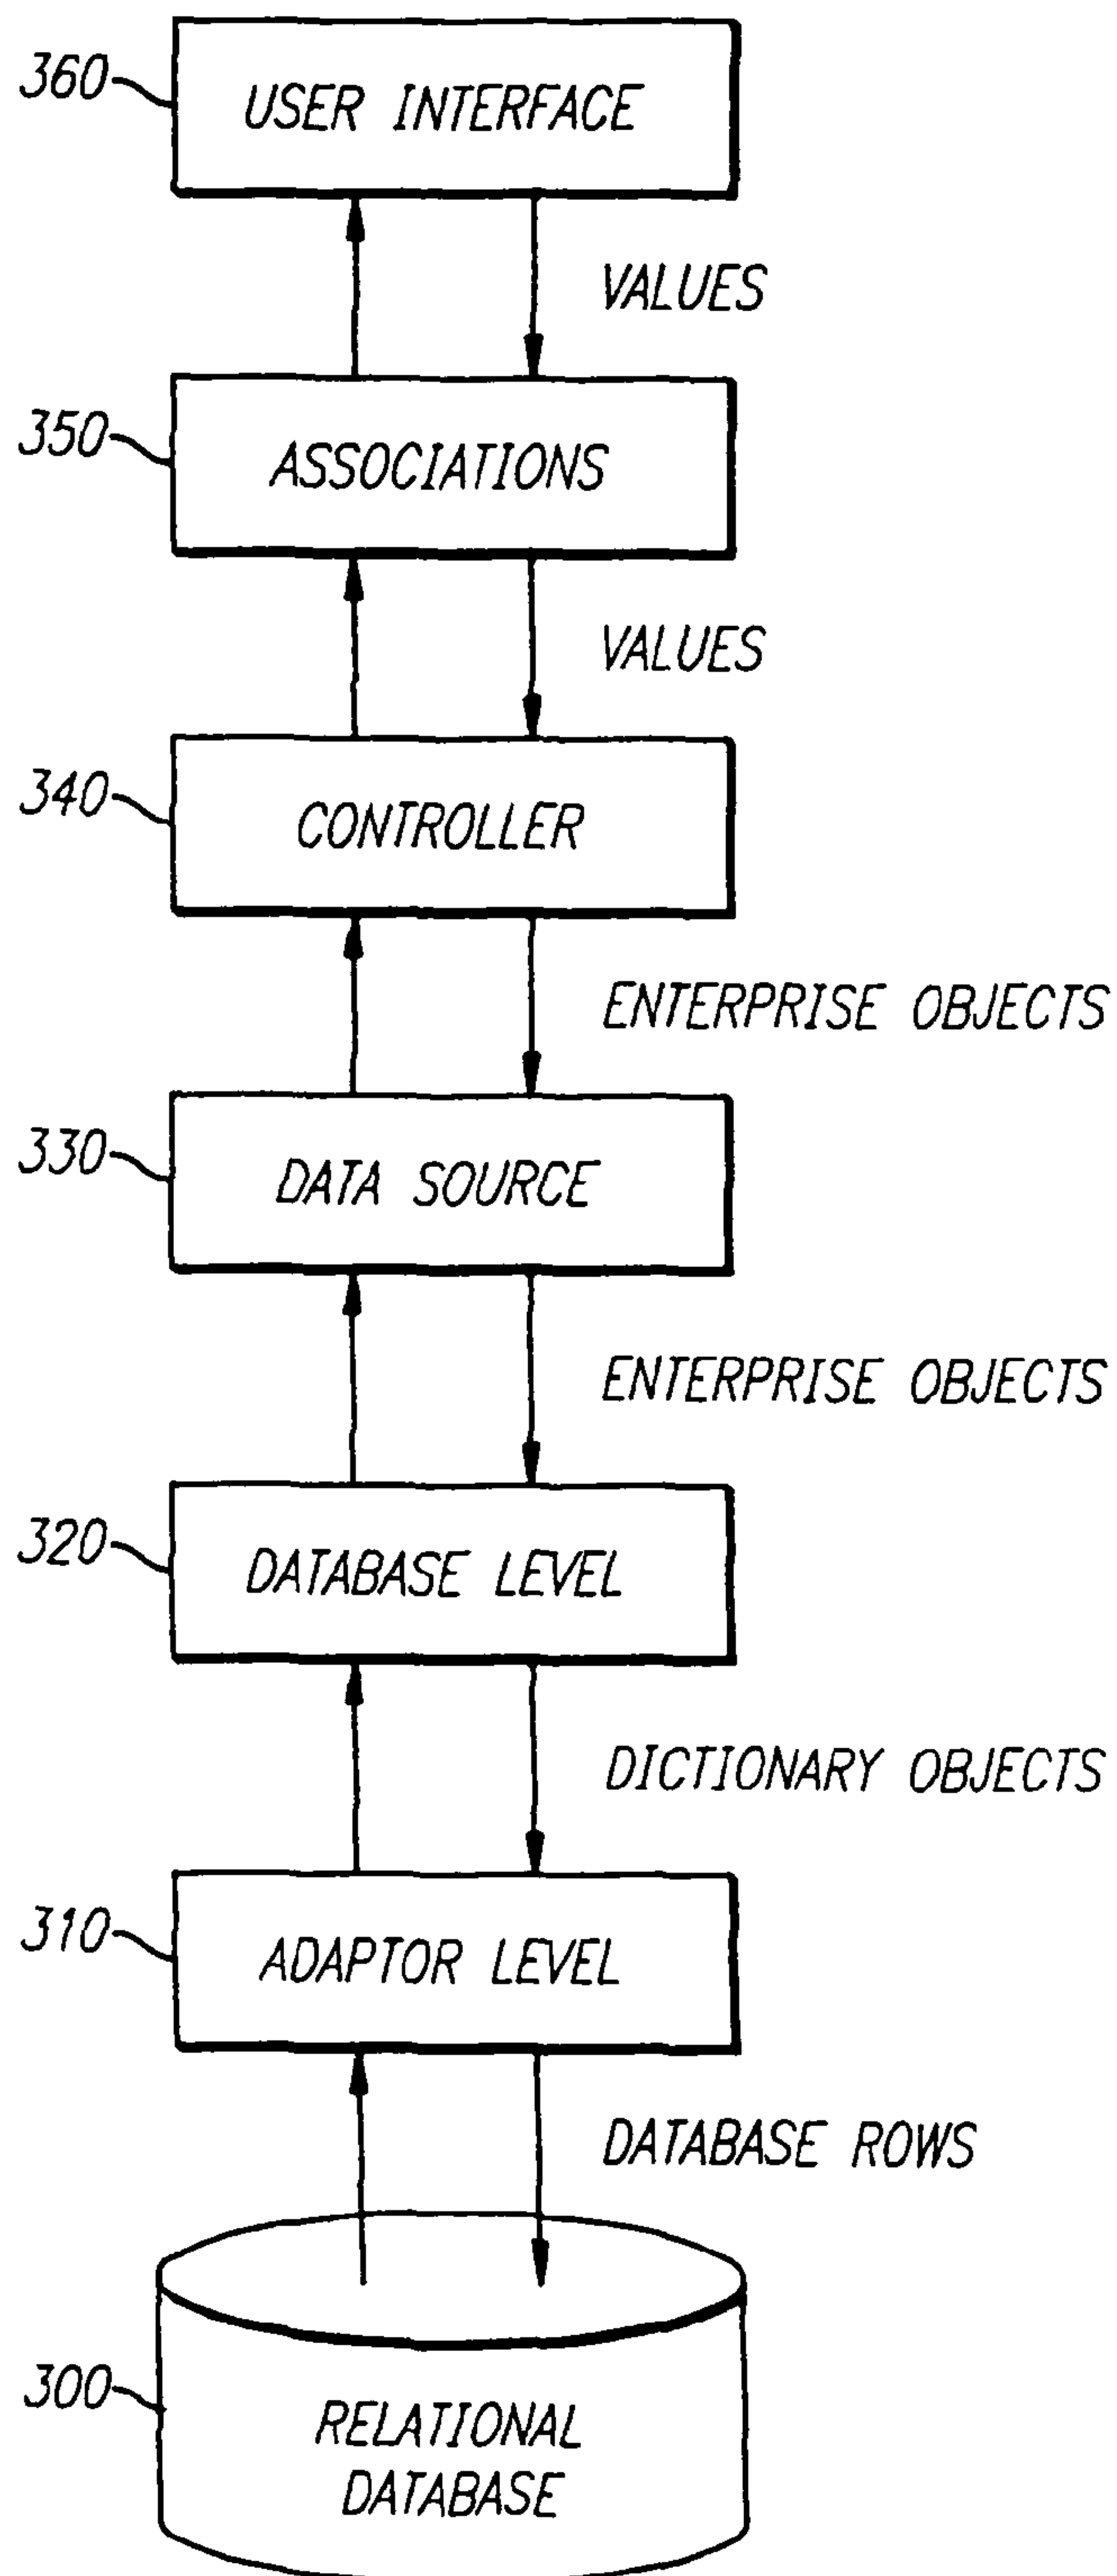 360
USER INTERFACE
VALUES
350
ASSOCIATIONS
VALUES
340
CONTROLLER
ENTERPRISE OBJECTS
330
DATA SOURCE
ENTERPRISE OBJECTS
320
DATABASE LEVEL
DICTIONARY OBJECTS
310
ADAPTOR LEVEL
DATABASE ROWS
300
RELATIONAL
DATABASE